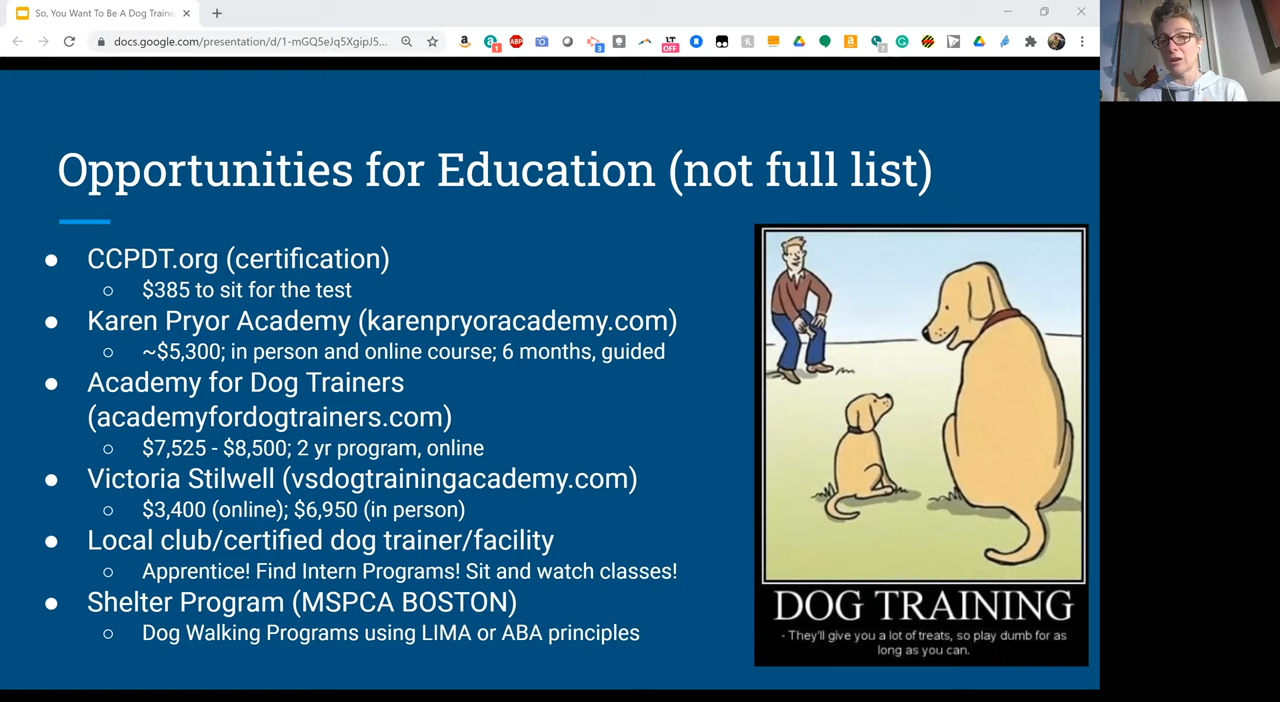 So, You Want To Be A Dog Traine
docs.google.com/presentation/d/1-mGQ5eJq5XgipJ5...
1
ABP
3
LT
OFF
?
Opportunities for Education (not full list)
● CCPDT.org (certification)
○ $385 to sit for the test
● Karen Pryor Academy (karenpryoracademy.com)
○ ~$5,300; in person and online course; 6 months, guided
● Academy for Dog Trainers
(academyfordogtrainers.com)
○ $7,525 - $8,500; 2 yr program, online
● Victoria Stilwell (vsdogtrainingacademy.com)
○ $3,400 (online); $6,950 (in person)
● Local club/certified dog trainer/facility
○ Apprentice! Find Intern Programs! Sit and watch classes!
● Shelter Program (MSPCA BOSTON)
○ Dog Walking Programs using LIMA or ABA principles
DOG TRAINING
- They'll give you a lot of treats, so play dumb for as
long as you can.